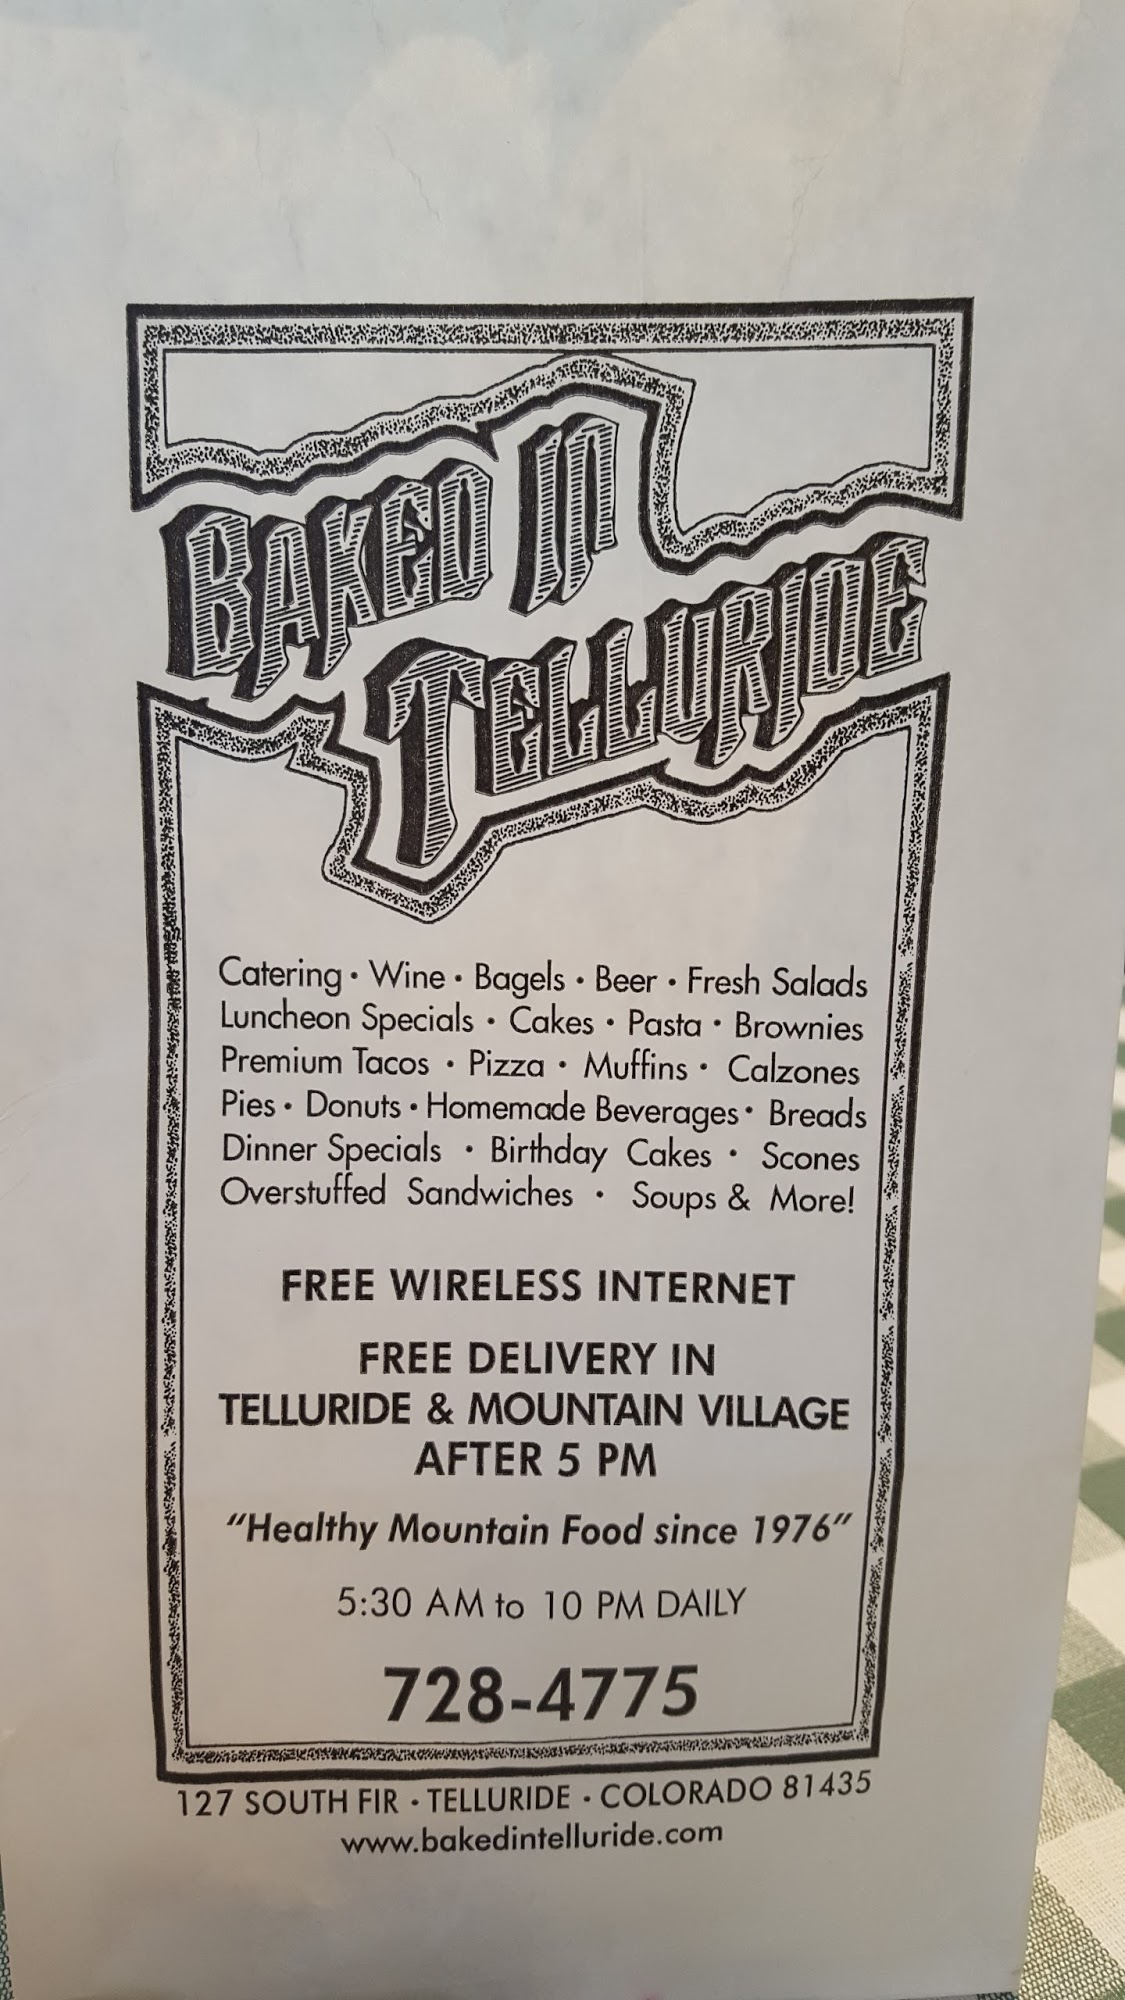 BAKED IN
TELLURIDE
Catering • Wine • Bagels • Beer • Fresh Salads
Luncheon Specials • Cakes • Pasta • Brownies
Premium Tacos • Pizza • Muffins • Calzones
Pies • Donuts • Homemade Beverages • Breads
Dinner Specials • Birthday Cakes • Scones
Overstuffed Sandwiches • Soups & More!
FREE WIRELESS INTERNET
FREE DELIVERY IN
TELLURIDE & MOUNTAIN VILLAGE
AFTER 5 PM
"Healthy Mountain Food since 1976"
5:30 AM to 10 PM DAILY
728-4775
127 SOUTH FIR • TELLURIDE • COLORADO 81435
www.bakedintelluride.com